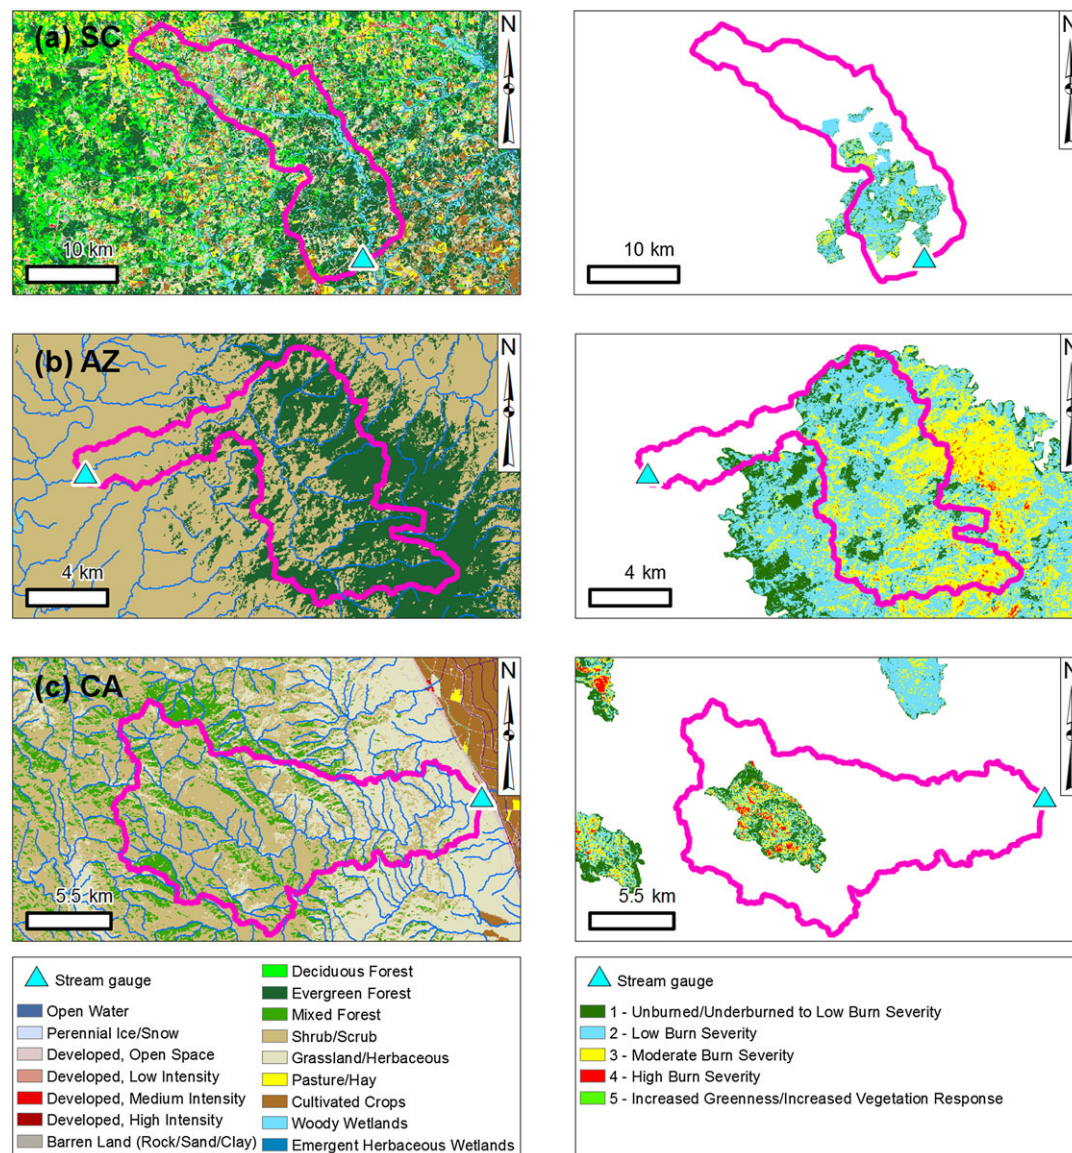 (a) SC
N
10 km
N
10 km
(b) AZ
N
4 km
N
4 km
(c) CA
N
5.5 km
N
5.5 km
Stream gauge
Open Water
Perennial Ice/Snow
Developed, Open Space
Developed, Low Intensity
Developed, Medium Intensity
Developed, High Intensity
Barren Land (Rock/Sand/Clay)
Deciduous Forest
Evergreen Forest
Mixed Forest
Shrub/Scrub
Grassland/Herbaceous
Pasture/Hay
Cultivated Crops
Woody Wetlands
Emergent Herbaceous Wetlands
Stream gauge
1 - Unburned/Underburned to Low Burn Severity
2 - Low Burn Severity
3 - Moderate Burn Severity
4 - High Burn Severity
5 - Increased Greenness/Increased Vegetation Response